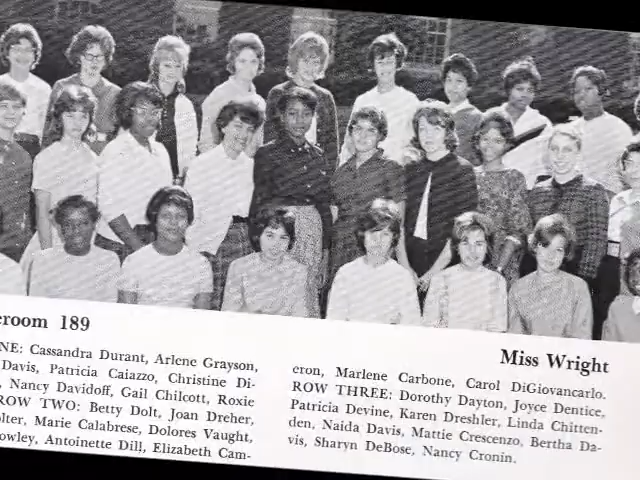 eroom 189
NE: Cassandra Durant, Arlene Grayson,
Davis, Patricia Caiazzo, Christine Di-
, Nancy Davidoff, Gail Chilcott, Roxie
ROW TWO: Betty Dolt, Joan Dreher,
olter, Marie Calabrese, Dolores Vaught,
owley, Antoinette Dill, Elizabeth Cam-
Miss Wright
eron, Marlene Carbone, Carol DiGiovancarlo.
ROW THREE: Dorothy Dayton, Joyce Dentice,
Patricia Devine, Karen Dreshler, Linda Chitten-
den, Naida Davis, Mattie Crescenzo, Bertha Da-
vis, Sharyn DeBose, Nancy Cronin.